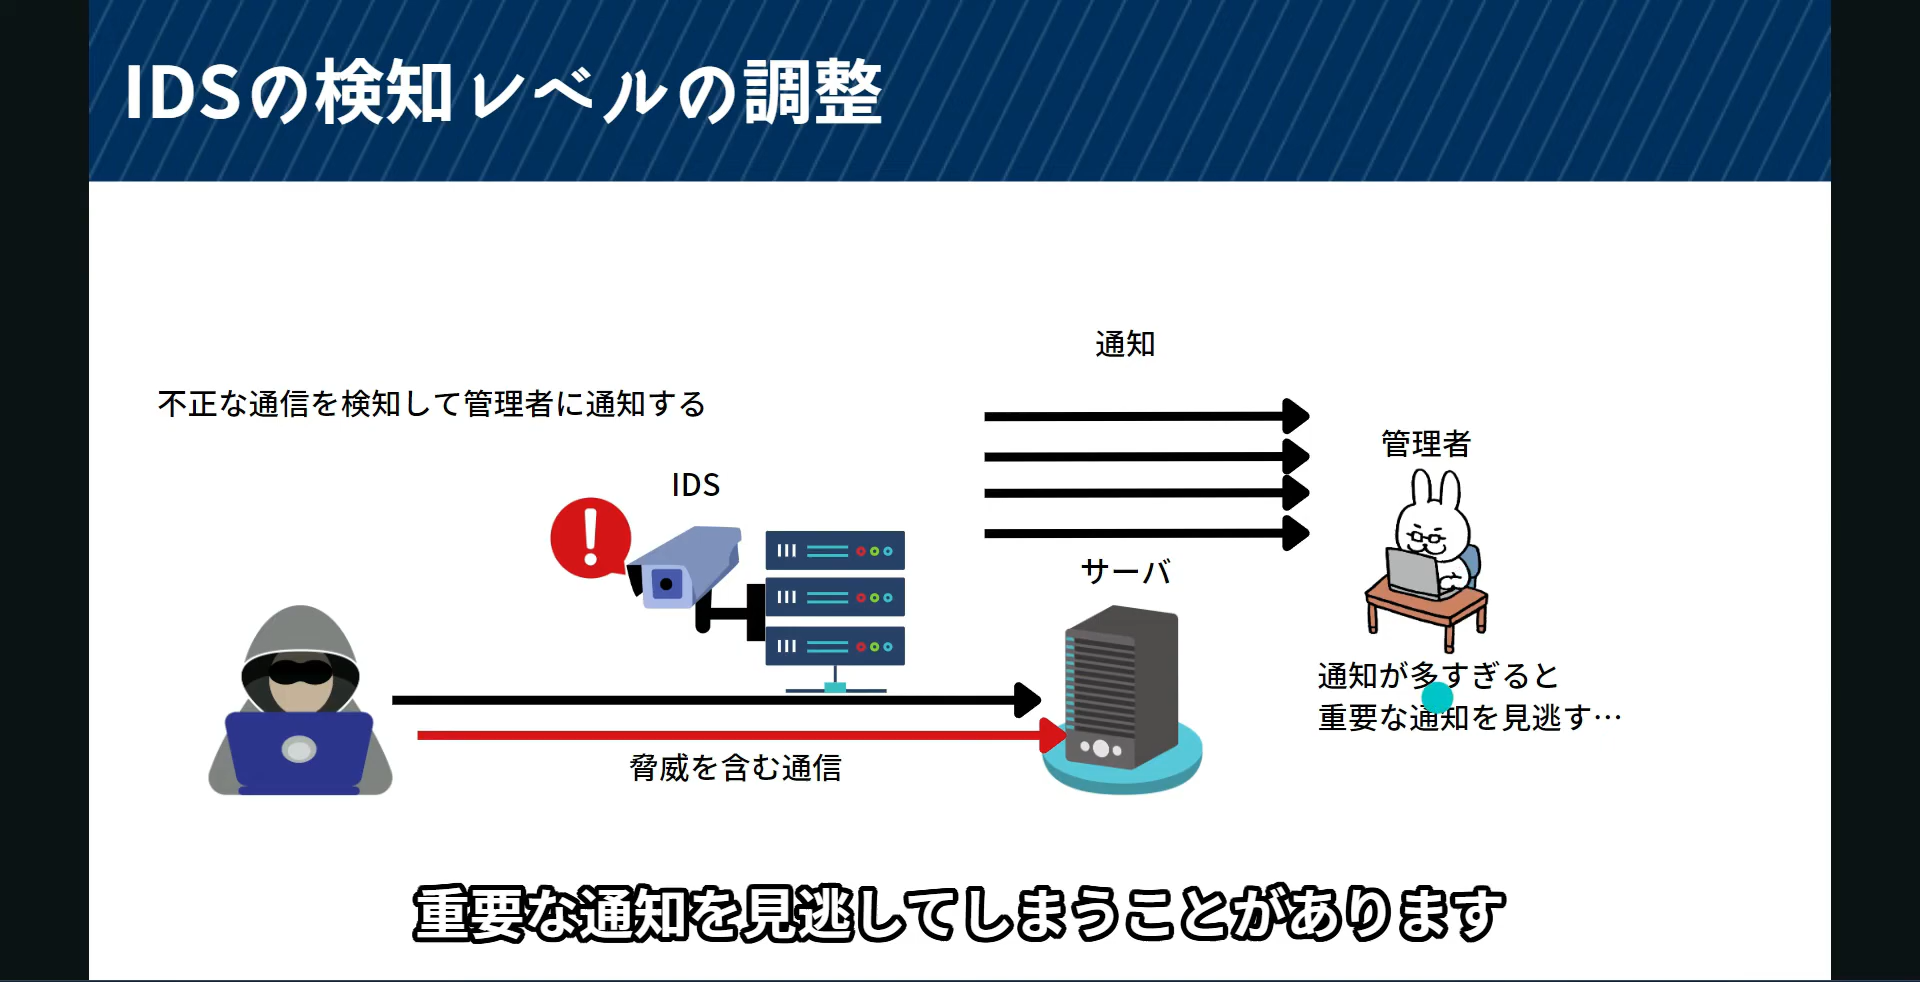 IDSの検知レベルの調整
通知
不正な通信を検知して管理者に通知する
管理者
IDS
サーバ
通知が多すぎると
重要な通知を見逃す…
脅威を含む通信
重要な通知を見逃してしまうことがあります